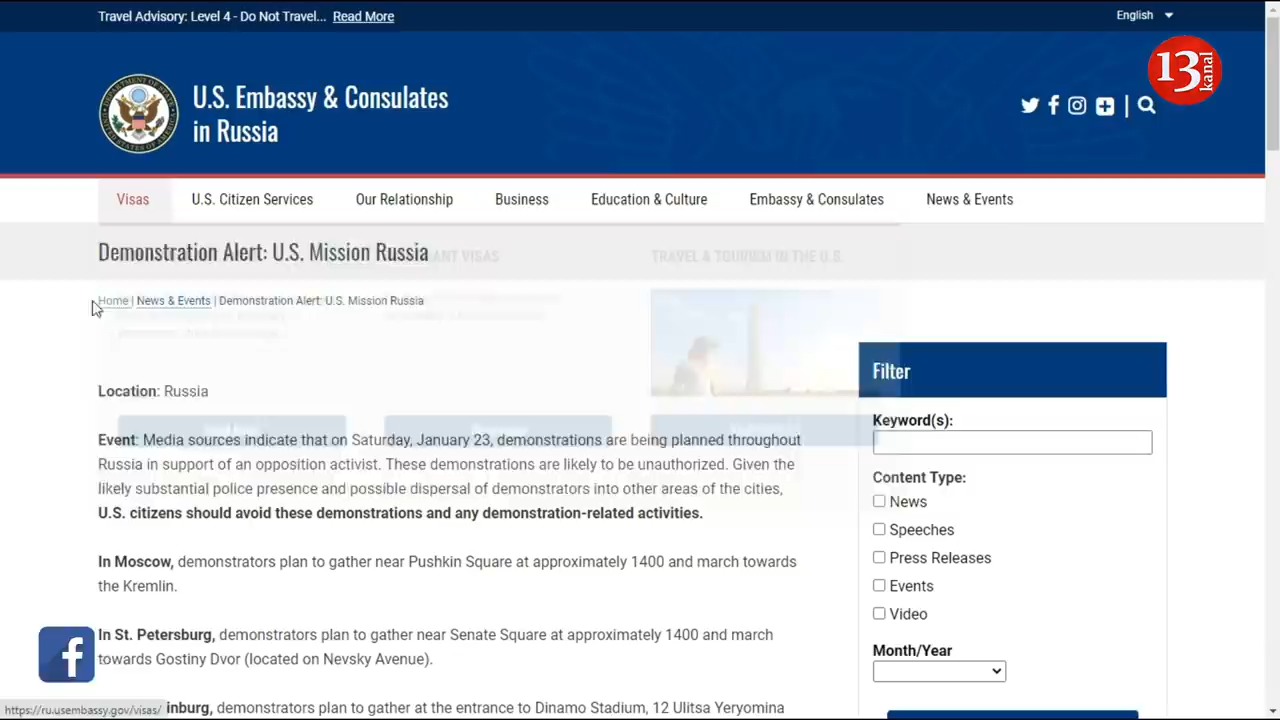 Travel Advisory: Level 4 - Do Not Travel... Read More
English
13 kanal
U.S. Embassy & Consulates
in Russia
Visas
U.S. Citizen Services
Our Relationship
Business
Education & Culture
Embassy & Consulates
News & Events
Demonstration Alert: U.S. Mission Russia
TRAVEL & TOURISM IN THE U.S.
Home | News & Events | Demonstration Alert: U.S. Mission Russia
Location: Russia
Event: Media sources indicate that on Saturday, January 23, demonstrations are being planned throughout
Russia in support of an opposition activist. These demonstrations are likely to be unauthorized. Given the
likely substantial police presence and possible dispersal of demonstrators into other areas of the cities,
U.S. citizens should avoid these demonstrations and any demonstration-related activities.
In Moscow, demonstrators plan to gather near Pushkin Square at approximately 1400 and march towards
the Kremlin.
In St. Petersburg, demonstrators plan to gather near Senate Square at approximately 1400 and march
towards Gostiny Dvor (located on Nevsky Avenue).
inburg, demonstrators plan to gather at the entrance to Dinamo Stadium, 12 Ulitsa Yeryomina
https://ru.usembassy.gov/visas/
Filter
Keyword(s):
Content Type:
News
Speeches
Press Releases
Events
Video
Month/Year